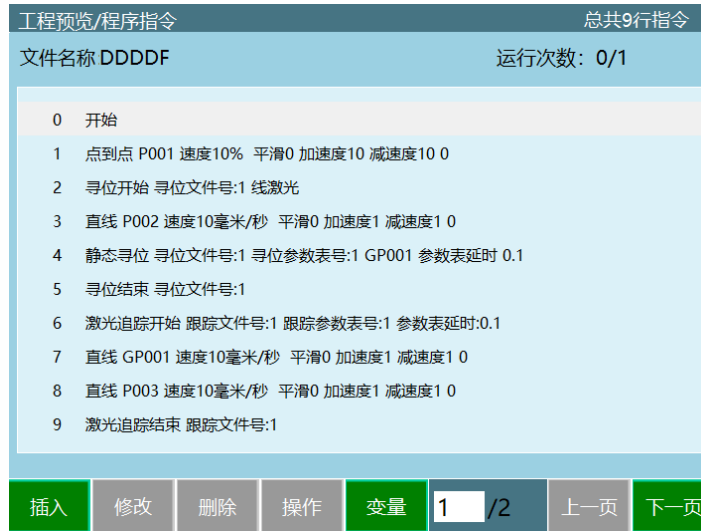 工程预览/程序指令 总共9行指令
文件名称 DDDDF 运行次数：0/1
0 开始
1 点到点 P001 速度10% 平滑0 加速度10 减速度10 0
2 寻位开始 寻位文件号:1 线激光
3 直线 P002 速度10毫米/秒 平滑0 加速度1 减速度1 0
4 静态寻位 寻位文件号:1 寻位参数表号:1 GP001 参数表延时 0.1
5 寻位结束 寻位文件号:1
6 激光追踪开始 跟踪文件号:1 跟踪参数表号:1 参数表延时:0.1
7 直线 GP001 速度10毫米/秒 平滑0 加速度1 减速度1 0
8 直线 P003 速度10毫米/秒 平滑0 加速度1 减速度1 0
9 激光追踪结束 跟踪文件号:1
插入 修改 删除 操作 变量 1 /2 上一页 下一页